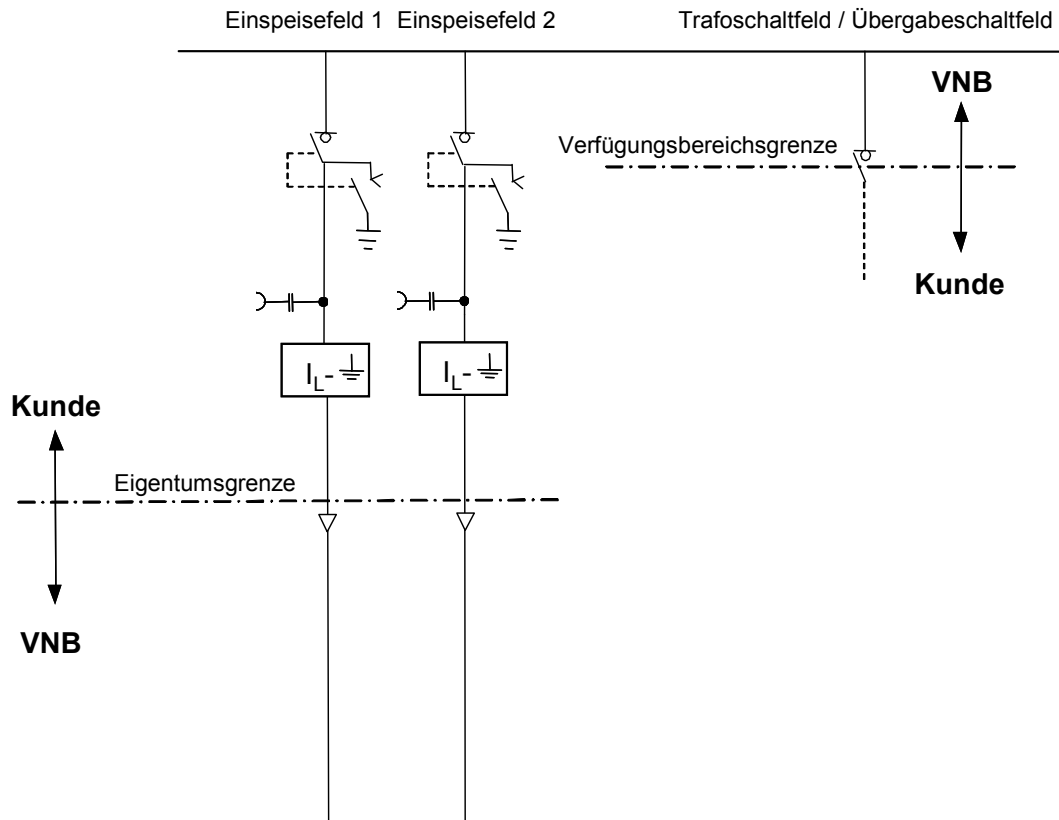 Einspeisefeld 1 Einspeisefeld 2 Trafoschaltfeld / Übergabeschaltfeld
VNB
Verfügungsbereichsgrenze
Kunde
I_L- I_L-
Kunde
Eigentumsgrenze
VNB